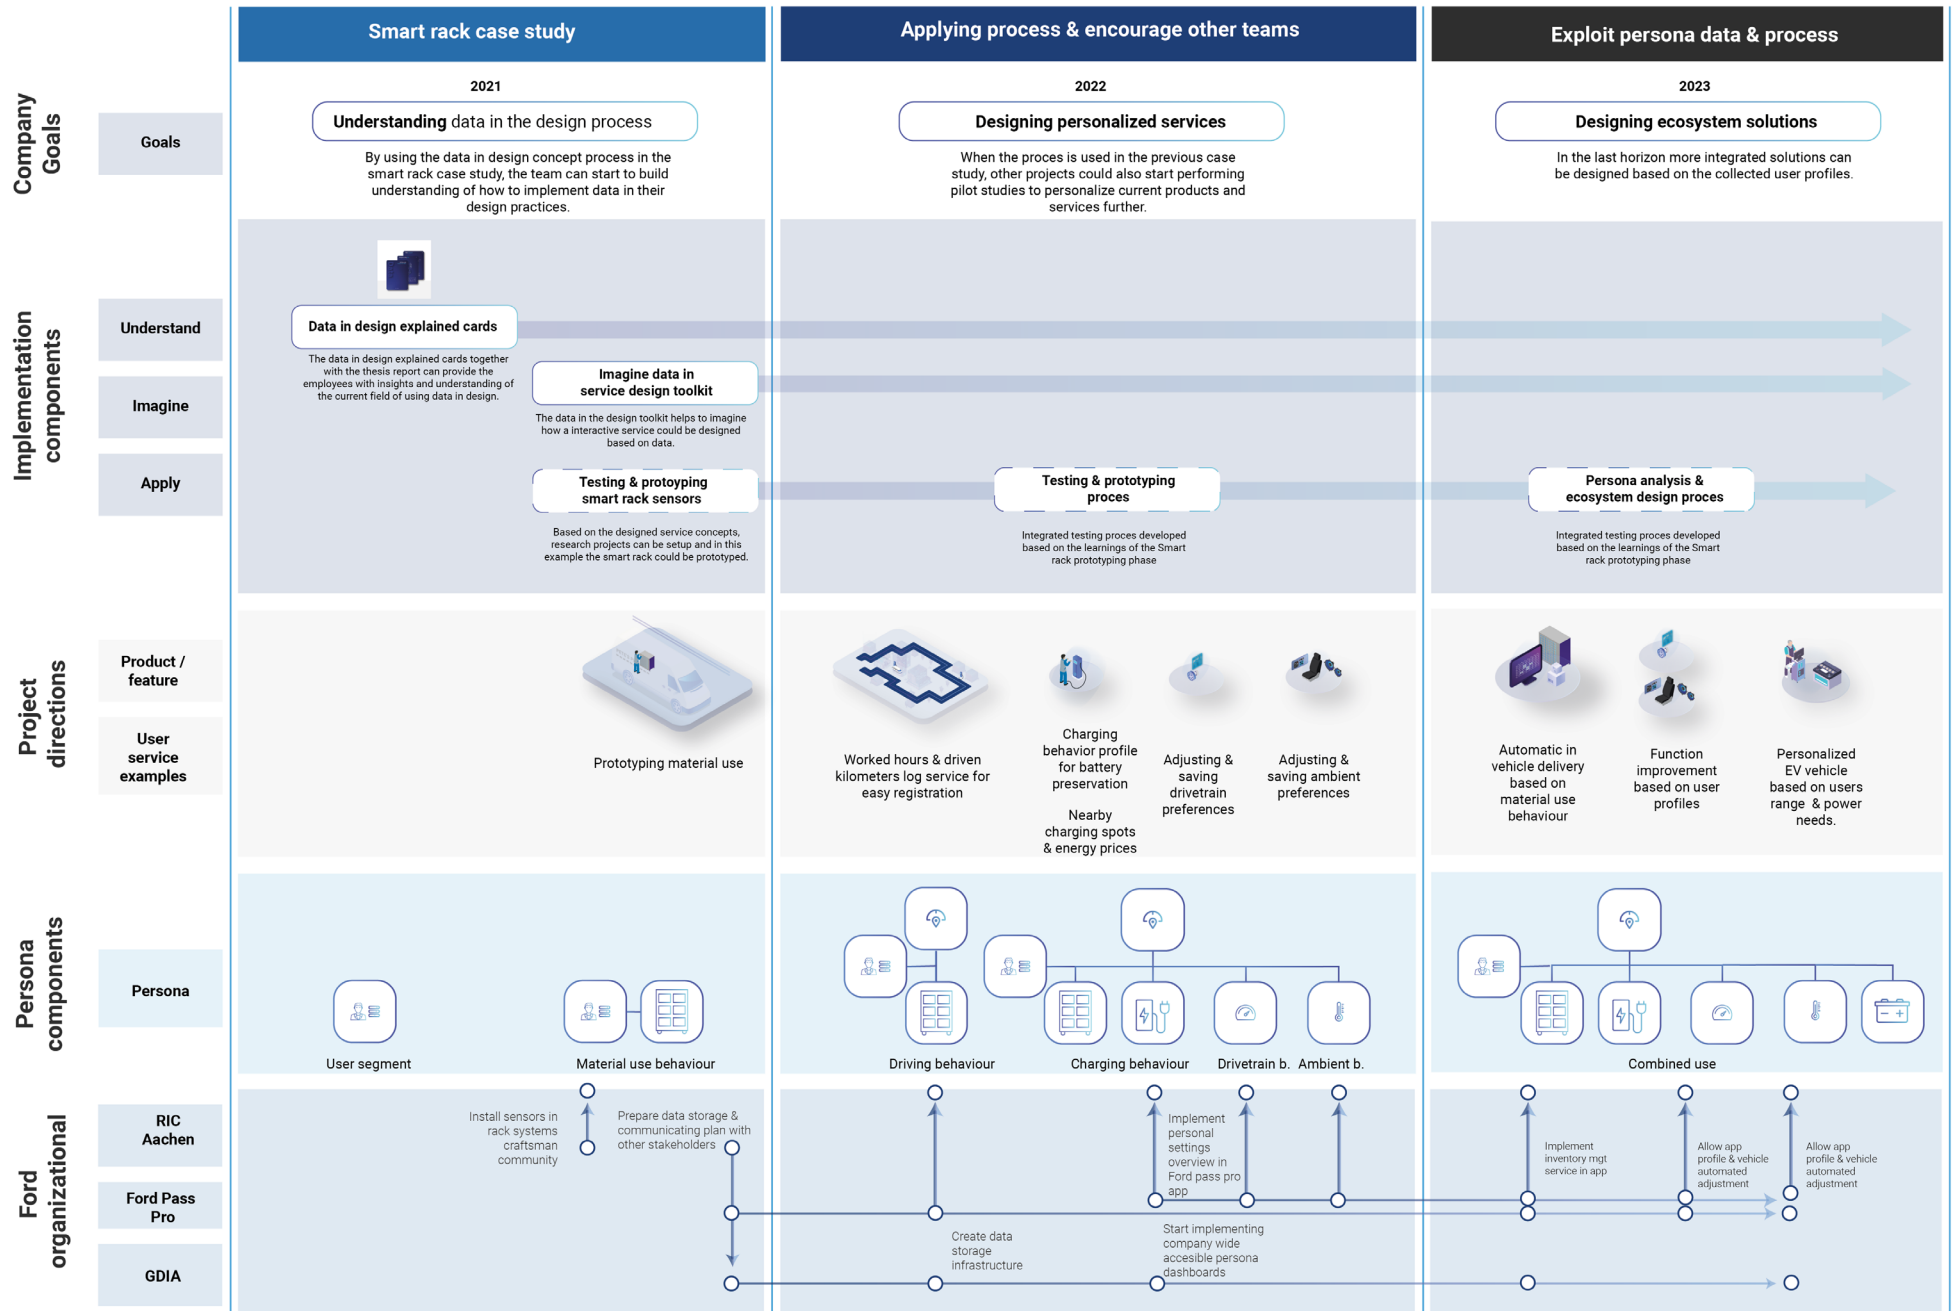 Smart rack case study
Applying process & encourage other teams
Exploit persona data & process
Company
Goals
Goals
2021
Understanding data in the design process
By using the data in design concept process in the
smart rack case study, the team can start to build
understanding of how to implement data in their
design practices.
2022
Designing personalized services
When the proces is used in the previous case
study, other projects could also start performing
pilot studies to personalize current products and
services further.
2023
Designing ecosystem solutions
In the last horizon more integrated solutions can
be designed based on the collected user profiles.
Implementation
components
Understand
Imagine
Apply
Data in design explained cards
The data in design explained cards together
with the thesis report can provide the
employees with insights and understanding of
the current field of using data in design.
Imagine data in
service design toolkit
The data in the design toolkit helps to imagine
how a interactive service could be designed
based on data.
Testing & protoyping
smart rack sensors
Based on the designed service concepts,
research projects can be setup and in this
example the smart rack could be prototyped.
Testing & prototyping
proces
Integrated testing proces developed
based on the learnings of the Smart
rack prototyping phase
Persona analysis &
ecosystem design proces
Integrated testing proces developed
based on the learnings of the Smart
rack prototyping phase
Project
directions
Product /
feature
User
service
examples
Prototyping material use
Worked hours & driven
kilometers log service for
easy registration
Charging
behavior profile
for battery
preservation
Nearby
charging spots
& energy prices
Adjusting &
saving
drivetrain
preferences
Adjusting &
saving ambient
preferences
Automatic in
vehicle delivery
based on
material use
behaviour
Function
improvement
based on user
profiles
Personalized
EV vehicle
based on users
range & power
needs.
Persona
components
Persona
User segment
Material use behaviour
Driving behaviour
Charging behaviour
Drivetrain b.
Ambient b.
Combined use
Ford
organizational
RIC
Aachen
Ford Pass
Pro
GDIA
Install sensors in
rack systems
craftsman
community
Prepare data storage &
communicating plan with
other stakeholders
Create data
storage
infrastructure
Implement
personal
settings
overview in
Ford pass pro
app
Start implementing
company wide
accesible persona
dashboards
Implement
inventory mgt
service in app
Allow app
profile & vehicle
automated
adjustment
Allow app
profile & vehicle
automated
adjustment